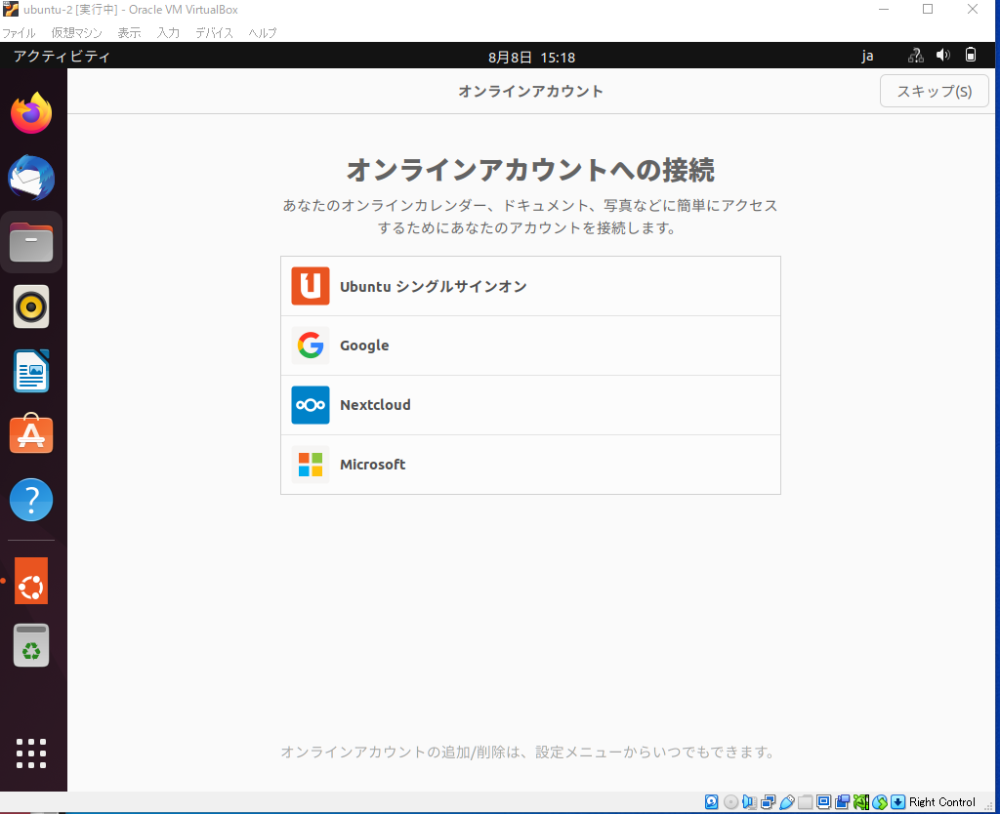 ubuntu-2 [実行中] - Oracle VM VirtualBox
ファイル 仮想マシン 表示 入力 デバイス ヘルプ
アクティビティ 8月8日 15:18 ja
オンラインアカウント スキップ(S)
オンラインアカウントへの接続
あなたのオンラインカレンダー、ドキュメント、写真などに簡単にアクセス
するためにあなたのアカウントを接続します。
Ubuntu シングルサインオン
Google
Nextcloud
Microsoft
オンラインアカウントの追加/削除は、設定メニューからいつでもできます。
Right Control